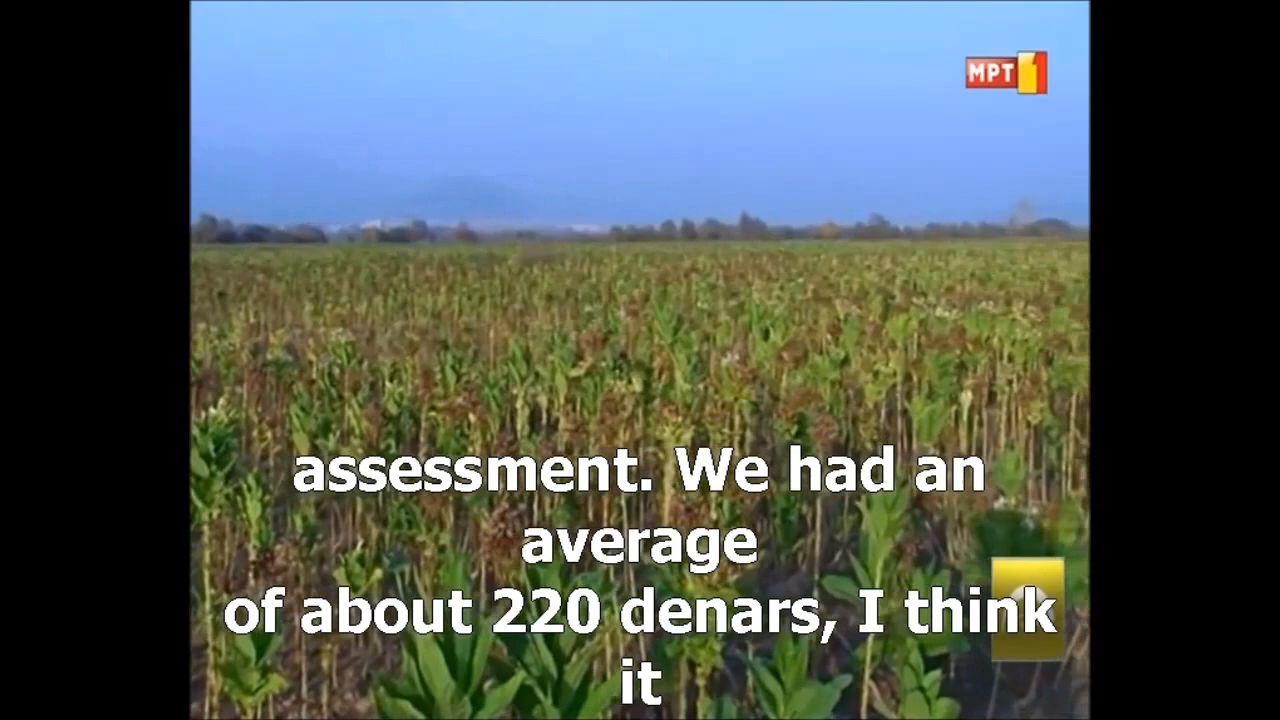 МРТ 1
assessment. We had an
average
of about 220 denars, I think
it